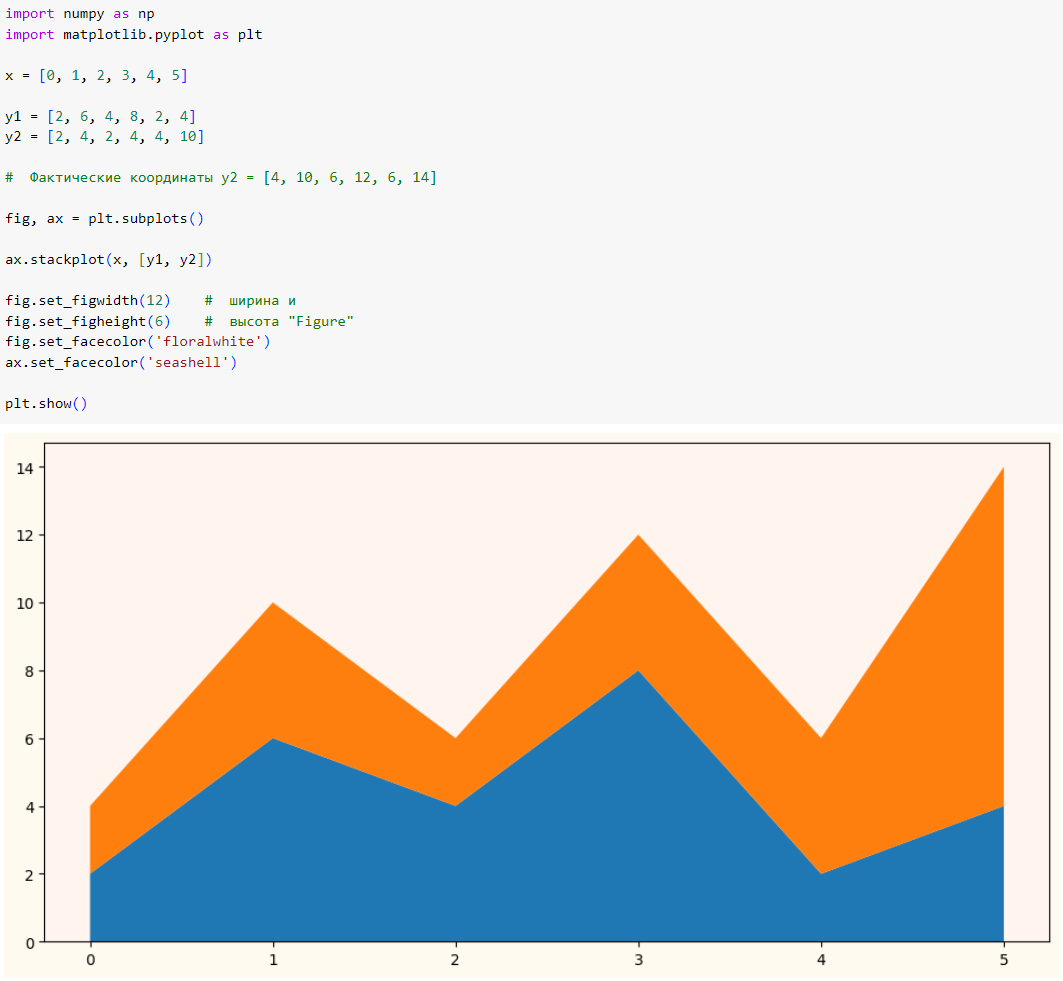 import numpy as np
import matplotlib.pyplot as plt
x = [0, 1, 2, 3, 4, 5]
y1 = [2, 6, 4, 8, 2, 4]
y2 = [2, 4, 2, 4, 4, 10]
#  Фактические координаты y2 = [4, 10, 6, 12, 6, 14]
fig, ax = plt.subplots()
ax.stackplot(x, [y1, y2])
fig.set_figwidth(12)    #  ширина и
fig.set_figheight(6)    #  высота "Figure"
fig.set_facecolor('floralwhite')
ax.set_facecolor('seashell')
plt.show()
14
12
10
8
6
4
2
0
0 1 2 3 4 5